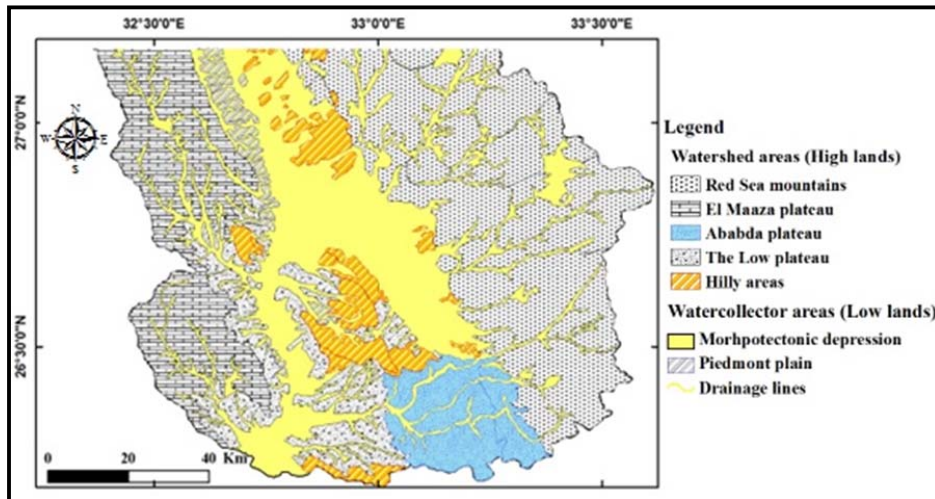 32°30'0"E 33°0'0"E 33°30'0"E
27°0'0"N
26°30'0"N
N
W E
S
Legend
Watershed areas (High lands)
Red Sea mountains
El Maaza plateau
Ababda plateau
The Low plateau
Hilly areas
Watercollector areas (Low lands)
Morhpotectonic depression
Piedmont plain
Drainage lines
0 20 40 Km